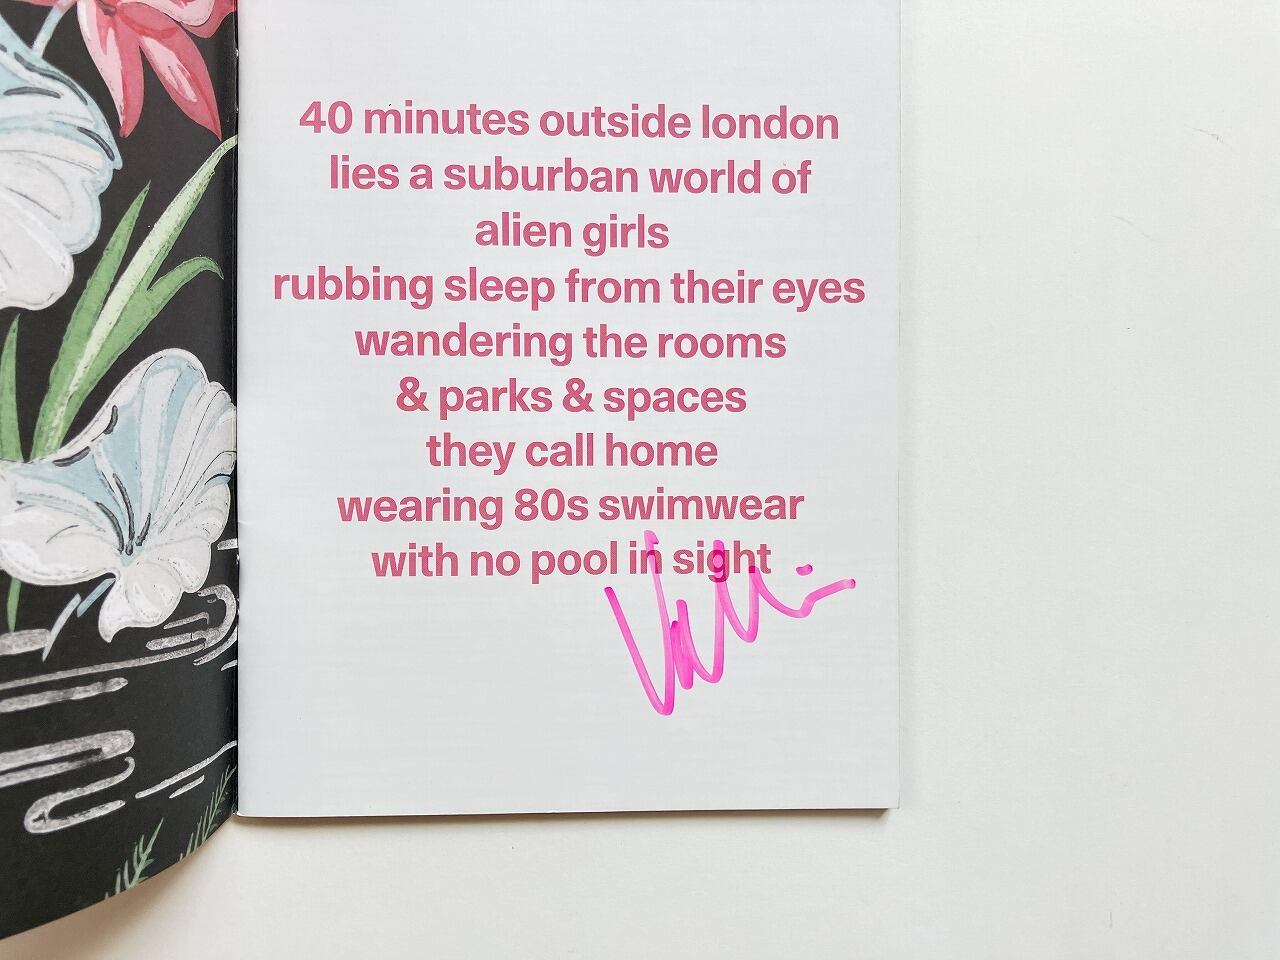 40 minutes outside london
lies a suburban world of
alien girls
rubbing sleep from their eyes
wandering the rooms
& parks & spaces
they call home
wearing 80s swimwear
with no pool in sight